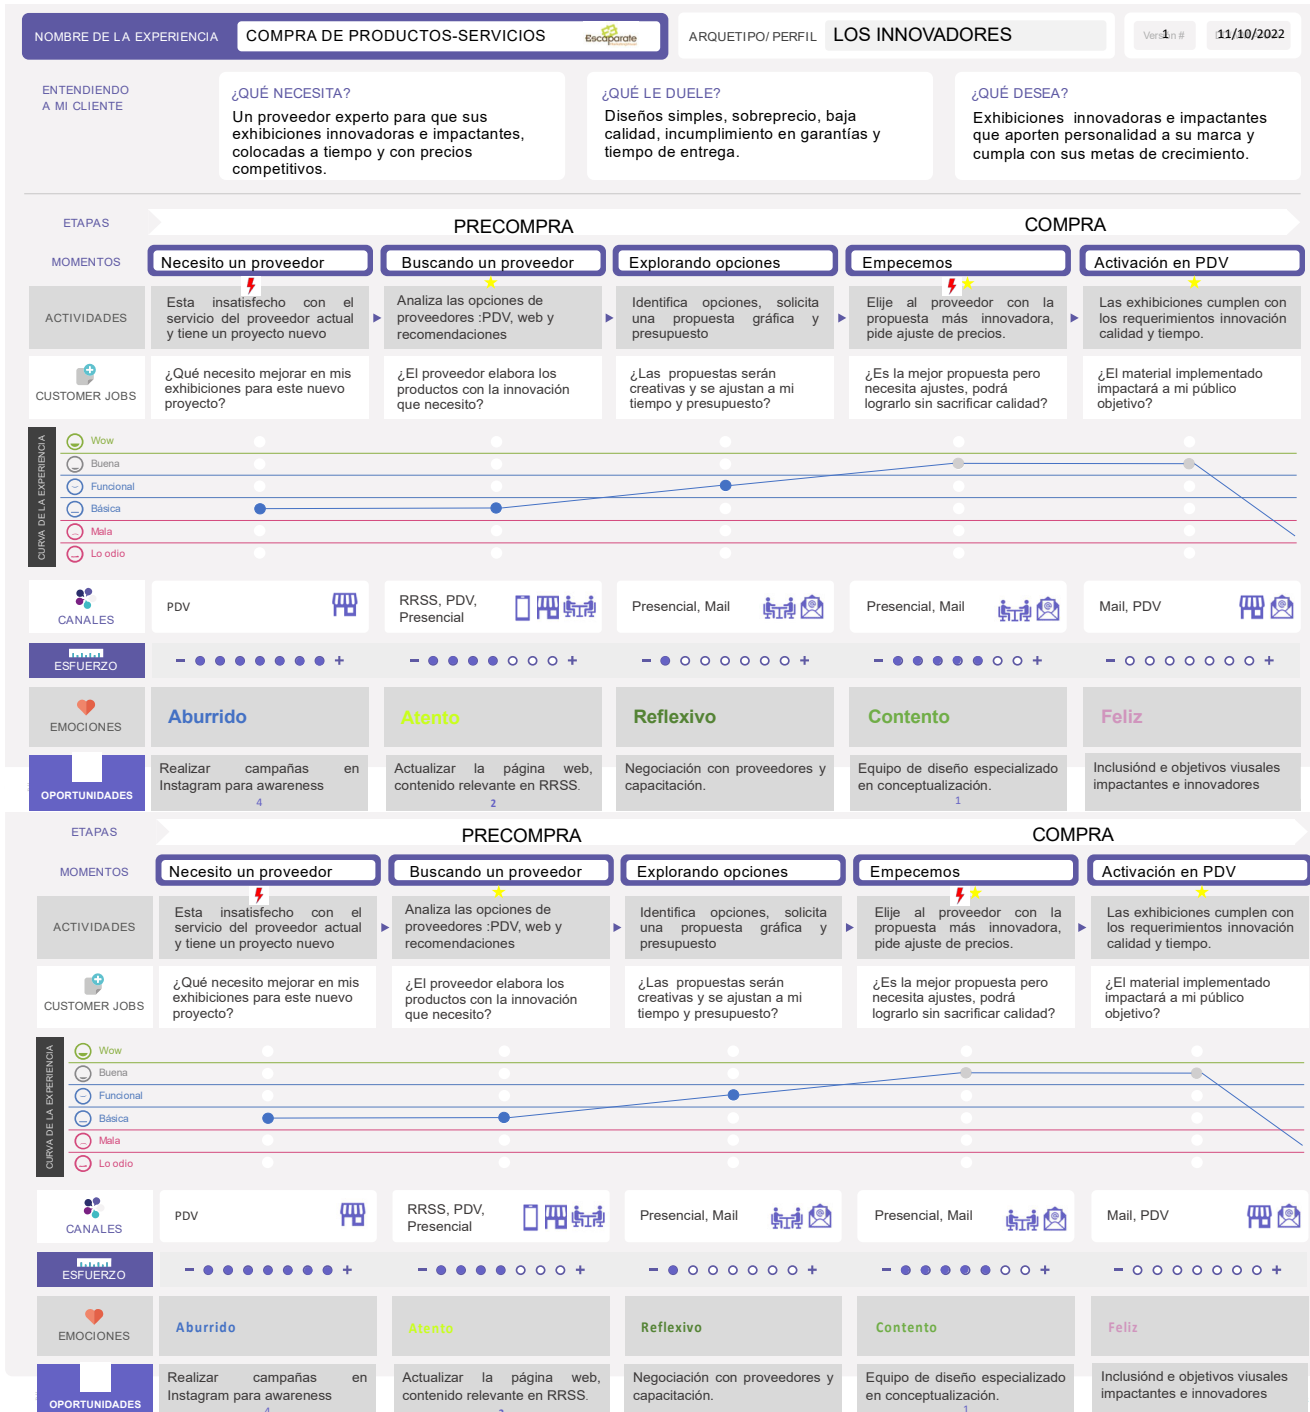 NOMBRE DE LA EXPERIENCIA
COMPRA DE PRODUCTOS-SERVICIOS
Escaparate
ARQUETIPO/ PERFIL
LOS INNOVADORES
1
11/10/2022
ENTENDIENDO
A MI CLIENTE
¿QUÉ NECESITA?
Un proveedor experto para que sus
exhibiciones innovadoras e impactantes,
colocadas a tiempo y con precios
competitivos.
¿QUÉ LE DUELE?
Diseños simples, sobreprecio, baja
calidad, incumplimiento en garantías y
tiempo de entrega.
¿QUÉ DESEA?
Exhibiciones innovadoras e impactantes
que aporten personalidad a su marca y
cumpla con sus metas de crecimiento.
ETAPAS
PRECOMPRA
COMPRA
MOMENTOS
Necesito un proveedor
Buscando un proveedor
Explorando opciones
Empecemos
Activación en PDV
ACTIVIDADES
Esta insatisfecho con el
servicio del proveedor actual
y tiene un proyecto nuevo
Analiza las opciones de
proveedores :PDV, web y
recomendaciones
Identifica opciones, solicita
una propuesta gráfica y
presupuesto
Elije al proveedor con la
propuesta más innovadora,
pide ajuste de precios.
Las exhibiciones cumplen con
los requerimientos innovación
calidad y tiempo.
CUSTOMER JOBS
¿Qué necesito mejorar en mis
exhibiciones para este nuevo
proyecto?
¿El proveedor elabora los
productos con la innovación
que necesito?
¿Las propuestas serán
creativas y se ajustan a mi
tiempo y presupuesto?
¿Es la mejor propuesta pero
necesita ajustes, podrá
lograrlo sin sacrificar calidad?
¿El material implementado
impactará a mi público
objetivo?
CURVA DE LA EXPERIENCIA
Wow
Buena
Funcional
Básica
Mala
Lo odio
CANALES
PDV
RRSS, PDV,
Presencial
Presencial, Mail
Presencial, Mail
Mail, PDV
ESFUERZO
- +
- +
- +
- +
- +
EMOCIONES
Aburrido
Atento
Reflexivo
Contento
Feliz
OPORTUNIDADES
Realizar campañas en
Instagram para awareness
4
Actualizar la página web,
contenido relevante en RRSS.
2
Negociación con proveedores y
capacitación.
Equipo de diseño especializado
en conceptualización.
1
Inclusiónd e objetivos viusales
impactantes e innovadores
ETAPAS
PRECOMPRA
COMPRA
MOMENTOS
Necesito un proveedor
Buscando un proveedor
Explorando opciones
Empecemos
Activación en PDV
ACTIVIDADES
Esta insatisfecho con el
servicio del proveedor actual
y tiene un proyecto nuevo
Analiza las opciones de
proveedores :PDV, web y
recomendaciones
Identifica opciones, solicita
una propuesta gráfica y
presupuesto
Elije al proveedor con la
propuesta más innovadora,
pide ajuste de precios.
Las exhibiciones cumplen con
los requerimientos innovación
calidad y tiempo.
CUSTOMER JOBS
¿Qué necesito mejorar en mis
exhibiciones para este nuevo
proyecto?
¿El proveedor elabora los
productos con la innovación
que necesito?
¿Las propuestas serán
creativas y se ajustan a mi
tiempo y presupuesto?
¿Es la mejor propuesta pero
necesita ajustes, podrá
lograrlo sin sacrificar calidad?
¿El material implementado
impactará a mi público
objetivo?
CURVA DE LA EXPERIENCIA
Wow
Buena
Funcional
Básica
Mala
Lo odio
CANALES
PDV
RRSS, PDV,
Presencial
Presencial, Mail
Presencial, Mail
Mail, PDV
ESFUERZO
- +
- +
- +
- +
- +
EMOCIONES
Aburrido
Atento
Reflexivo
Contento
Feliz
OPORTUNIDADES
Realizar campañas en
Instagram para awareness
4
Actualizar la página web,
contenido relevante en RRSS.
Negociación con proveedores y
capacitación.
Equipo de diseño especializado
en conceptualización.
1
Inclusiónd e objetivos viusales
impactantes e innovadores